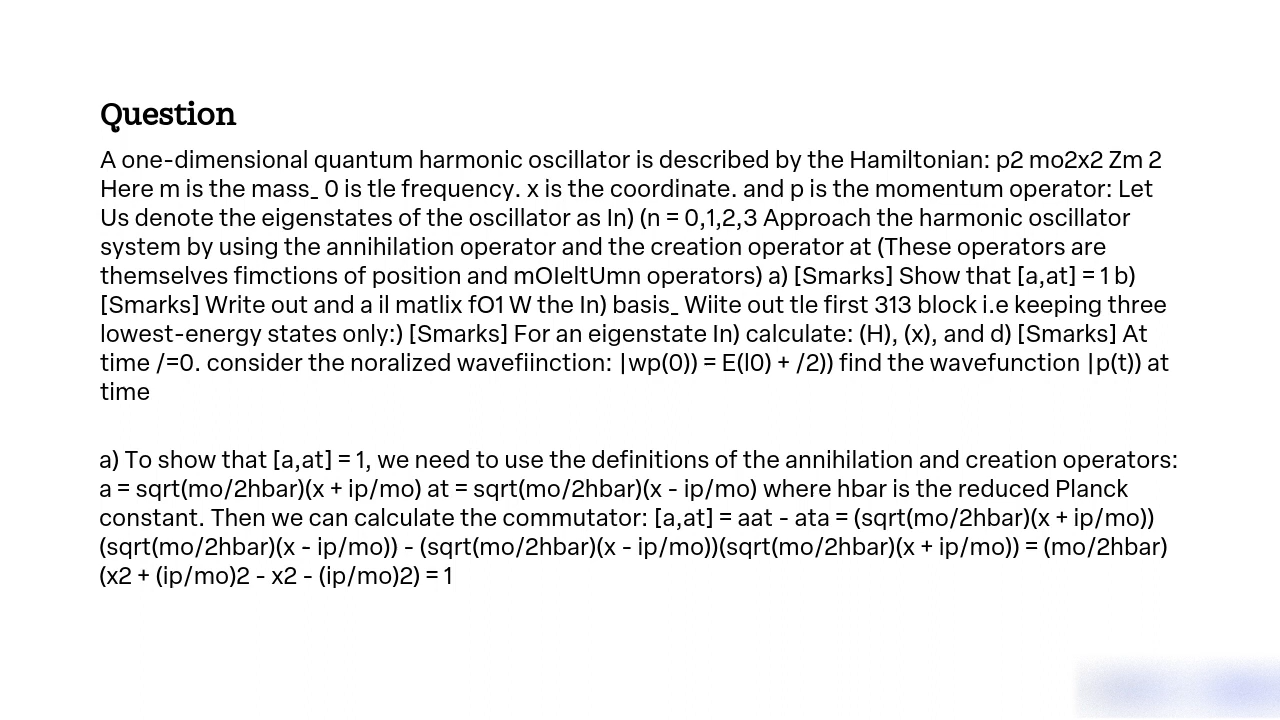 Question
A one-dimensional quantum harmonic oscillator is described by the Hamiltonian: p2 mo2x2 Zm 2
Here m is the mass_ 0 is tle frequency. x is the coordinate. and p is the momentum operator: Let
Us denote the eigenstates of the oscillator as In) (n = 0,1,2,3 Approach the harmonic oscillator
system by using the annihilation operator and the creation operator at (These operators are
themselves fimctions of position and mOIeltUmn operators) a) [Smarks] Show that [a,at] = 1 b)
[Smarks] Write out and a il matlix fO1 W the In) basis_ Wiite out tle first 313 block i.e keeping three
lowest-energy states only:) [Smarks] For an eigenstate In) calculate: (H), (x), and d) [Smarks] At
time /=0. consider the noralized wavefiinction: |wp(0)) = E(l0) + /2)) find the wavefunction |p(t)) at
time
a) To show that [a,at] = 1, we need to use the definitions of the annihilation and creation operators:
a = sqrt(mo/2hbar)(x + ip/mo) at = sqrt(mo/2hbar)(x - ip/mo) where hbar is the reduced Planck
constant. Then we can calculate the commutator: [a,at] = aat - ata = (sqrt(mo/2hbar)(x + ip/mo))
(sqrt(mo/2hbar)(x - ip/mo)) - (sqrt(mo/2hbar)(x - ip/mo))(sqrt(mo/2hbar)(x + ip/mo)) = (mo/2hbar)
(x2 + (ip/mo)2 - x2 - (ip/mo)2) = 1